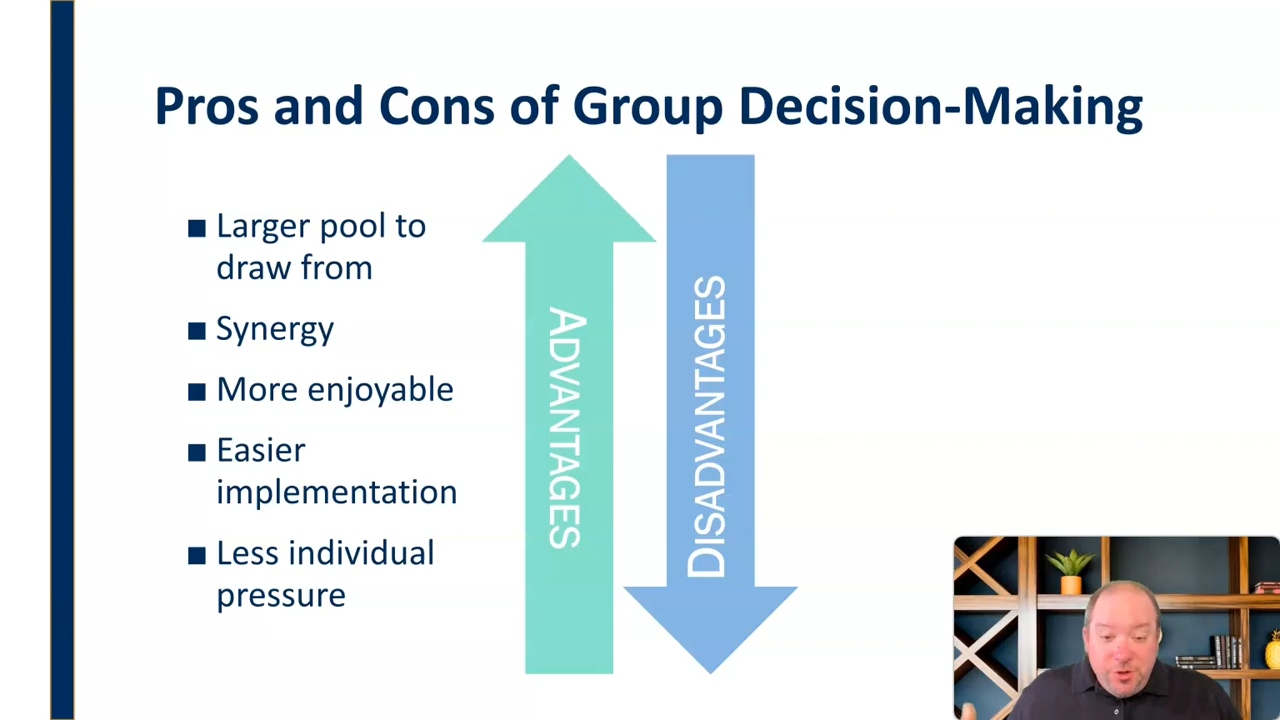 Pros and Cons of Group Decision-Making
■ Larger pool to
draw from
■ Synergy
■ More enjoyable
■ Easier
implementation
■ Less individual
pressure
ADVANTAGES
DISADVANTAGES